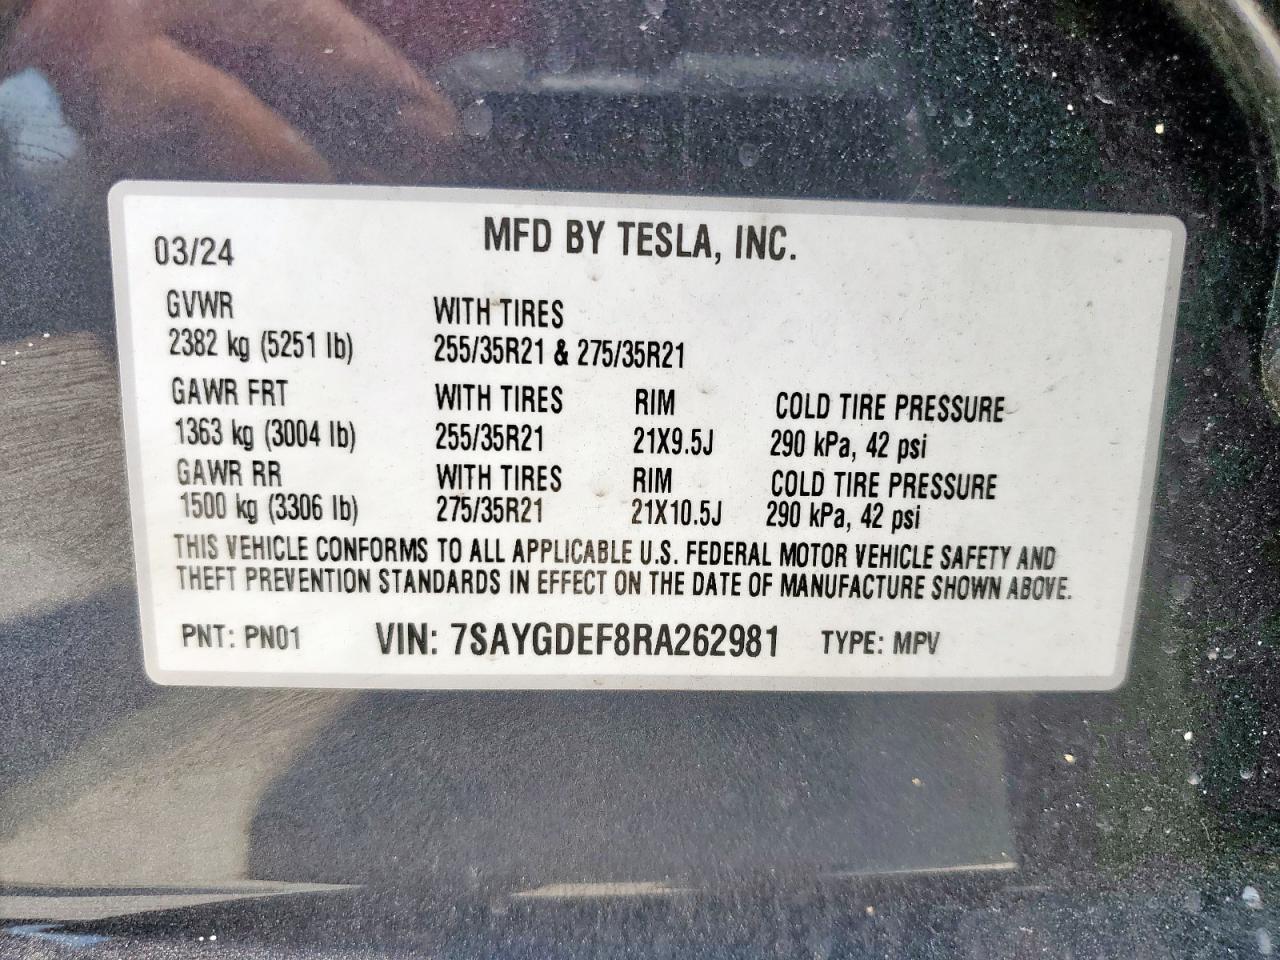 MFD BY TESLA, INC.
03/24
GVWR WITH TIRES
2382 kg (5251 lb) 255/35R21 & 275/35R21
GAWR FRT WITH TIRES RIM COLD TIRE PRESSURE
1363 kg (3004 lb) 255/35R21 21X9.5J 290 kPa, 42 psi
GAWR RR WITH TIRES RIM COLD TIRE PRESSURE
1500 kg (3306 lb) 275/35R21 21X10.5J 290 kPa, 42 psi
THIS VEHICLE CONFORMS TO ALL APPLICABLE U.S. FEDERAL MOTOR VEHICLE SAFETY AND
THEFT PREVENTION STANDARDS IN EFFECT ON THE DATE OF MANUFACTURE SHOWN ABOVE.
PNT: PN01 VIN: 7SAYGDEF8RA262981 TYPE: MPV